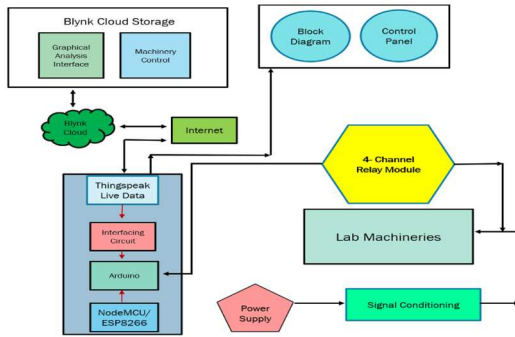 Blynk Cloud Storage
Graphical
Analysis
Interface
Machinery
Control
Block
Diagram
Control
Panel
Blynk
Cloud
Internet
4- Channel
Relay Module
Thingspeak
Live Data
Interfacing
Circuit
Lab Machineries
Arduino
NodeMCU/
ESP8266
Power
Supply
Signal Conditioning